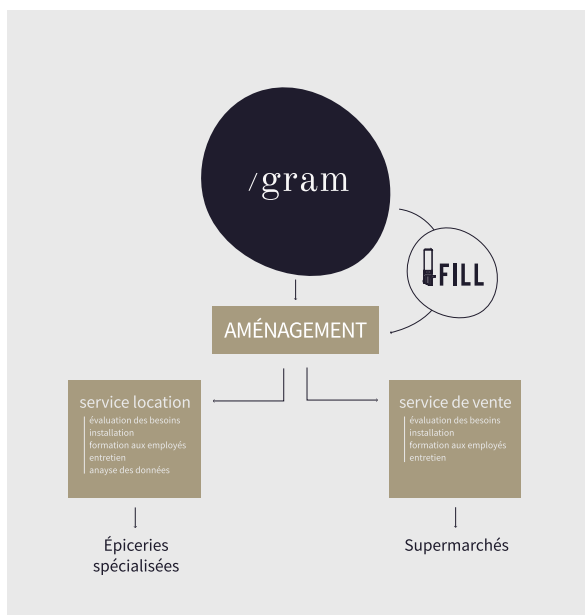 /gram
FILL
AMÉNAGEMENT
service location
évaluation des besoins
installation
formation aux employés
entretien
anayse des données
service de vente
évaluation des besoins
installation
formation aux employés
entretien
Épiceries
spécialisées
Supermarchés